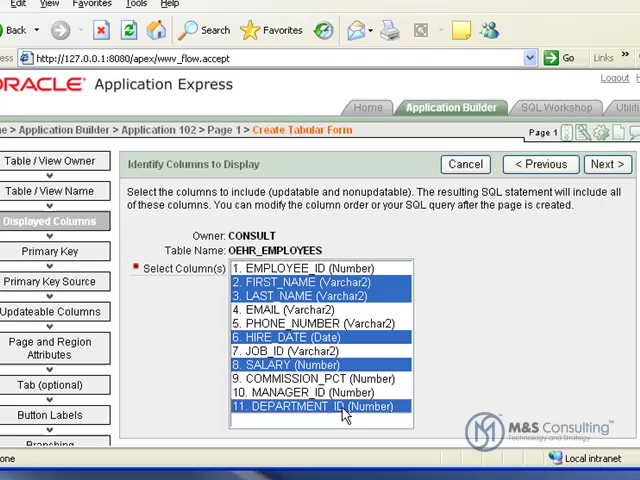 Edit View Favorites Tools Help
Back Search Favorites
http://127.0.0.1:8080/apex/wwv_flow.accept Go Links »
ORACLE Application Express Logout
Home Application Builder SQL Workshop
> Application Builder > Application 102 > Page 1 > Create Tabular Form Page 1
Table / View Owner
Table / View Name
Displayed Columns
Primary Key
Primary Key Source
Updateable Columns
Page and Region Attributes
Tab (optional)
Button Labels
Branching
Identify Columns to Display Cancel < Previous Next >
Select the columns to include (updatable and nonupdatable). The resulting SQL statement will include all
of these columns. You can modify the column order or your SQL query after the page is created.
Owner: CONSULT
Table Name: OEHR_EMPLOYEES
* Select Column(s)
1. EMPLOYEE_ID (Number)
2. FIRST_NAME (Varchar2)
3. LAST_NAME (Varchar2)
4. EMAIL (Varchar2)
5. PHONE_NUMBER (Varchar2)
6. HIRE_DATE (Date)
7. JOB_ID (Varchar2)
8. SALARY (Number)
9. COMMISSION_PCT (Number)
10. MANAGER_ID (Number)
11. DEPARTMENT_ID (Number)
M&S Consulting
Technology and Strategy
Local intranet